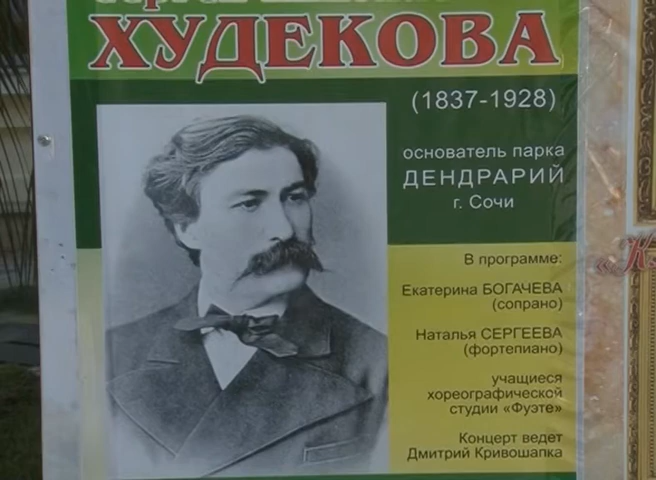 ХУДЕКОВА
(1837-1928)
основатель парка
ДЕНДРАРИЙ
г. Сочи
В программе:
Екатерина БОГАЧЕВА
(сопрано)
Наталья СЕРГЕЕВА
(фортепиано)
учащиеся
хореографической
студии «Фуэте»
Концерт ведет
Дмитрий Кривошапка